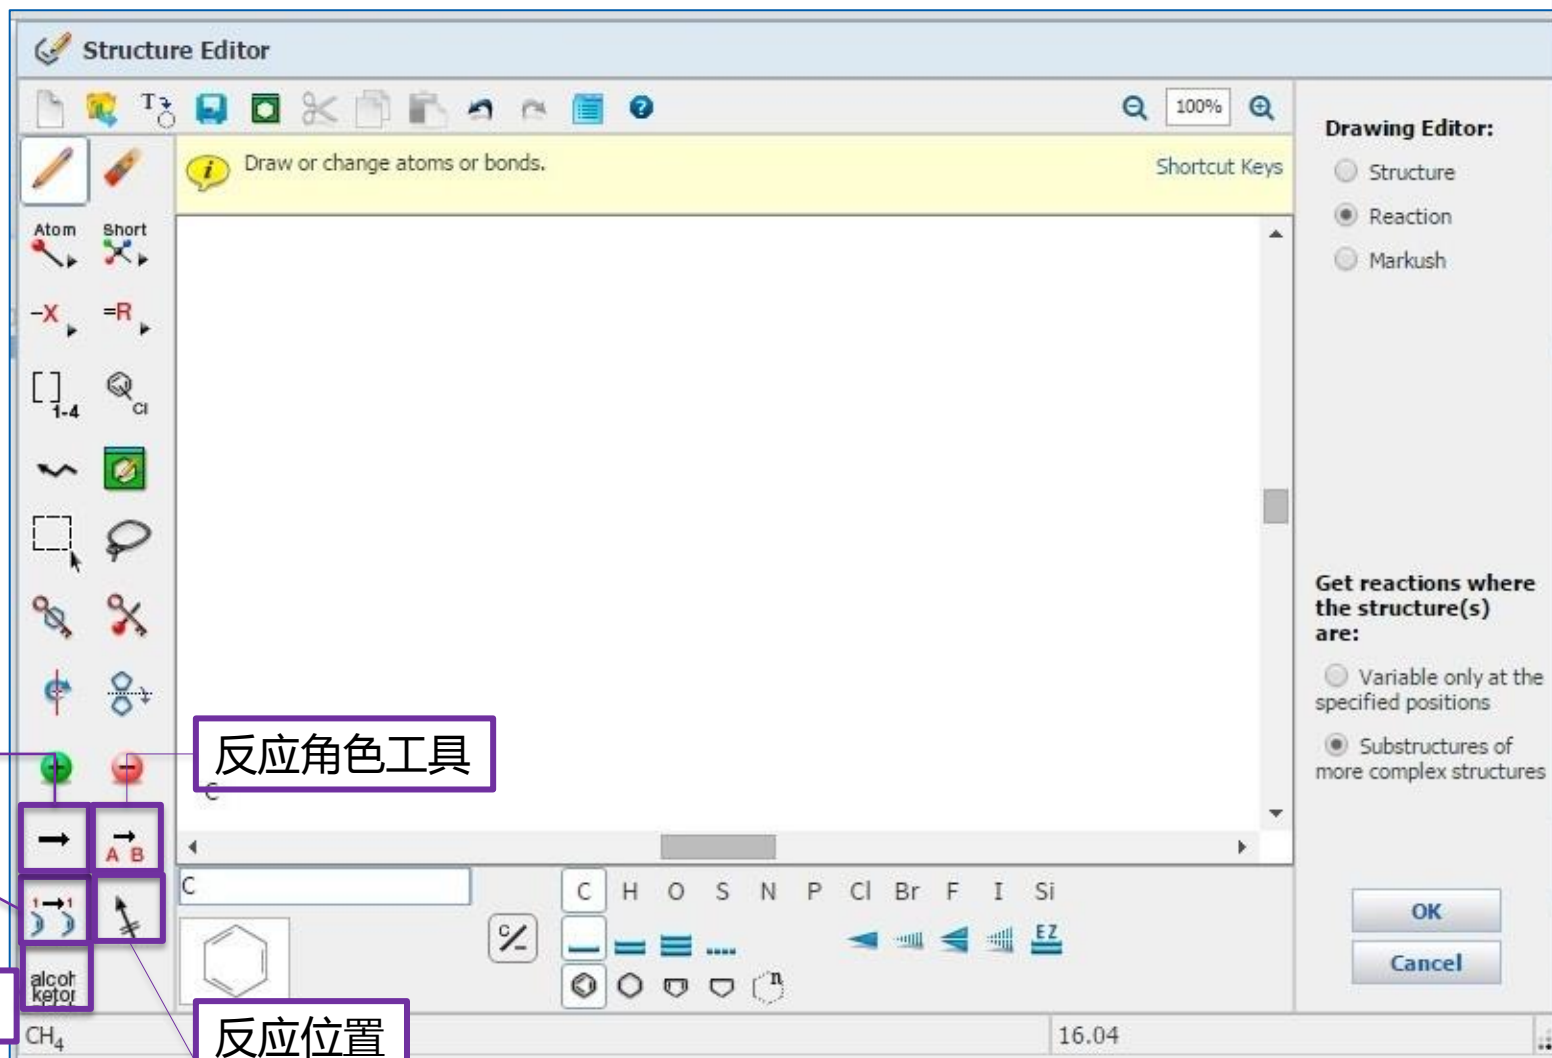 Structure Editor
T
100%
Draw or change atoms or bonds.
Shortcut Keys
Drawing Editor:
Structure
Reaction
Markush
Atom
Short
-X
=R
[ ] 1-4
Cl
反应角色工具
C
A B
1 1
alcoh
ketor
反应位置
Get reactions where
the structure(s)
are:
Variable only at the
specified positions
Substructures of
more complex structures
C
C H O S N P Cl Br F I Si
EZ
n
OK
Cancel
CH4
16.04